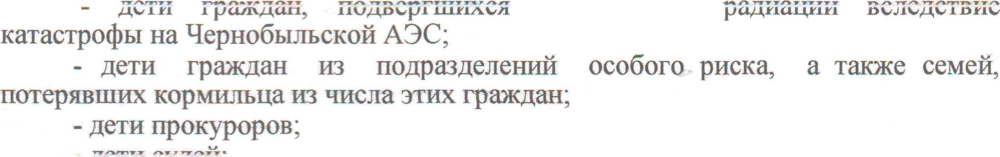 - дети граждан, подвергшихся радиации вследствие
катастрофы на Чернобыльской АЭС;
- дети граждан из подразделений особого риска, а также семей,
потерявших кормильца из числа этих граждан;
- дети прокуроров;
- дети судей;